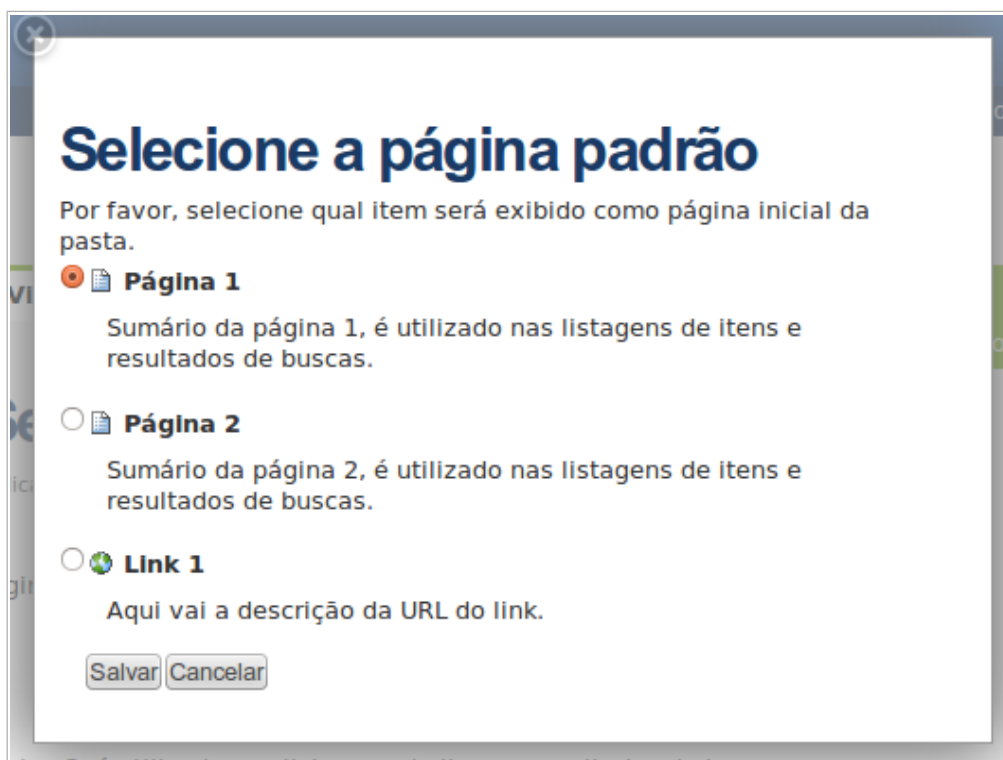 Selecione a página padrão
Por favor, selecione qual item será exibido como página inicial da
pasta.
Página 1
Sumário da página 1, é utilizado nas listagens de itens e
resultados de buscas.
Página 2
Sumário da página 2, é utilizado nas listagens de itens e
resultados de buscas.
Link 1
Aqui vai a descrição da URL do link.
Salvar Cancelar